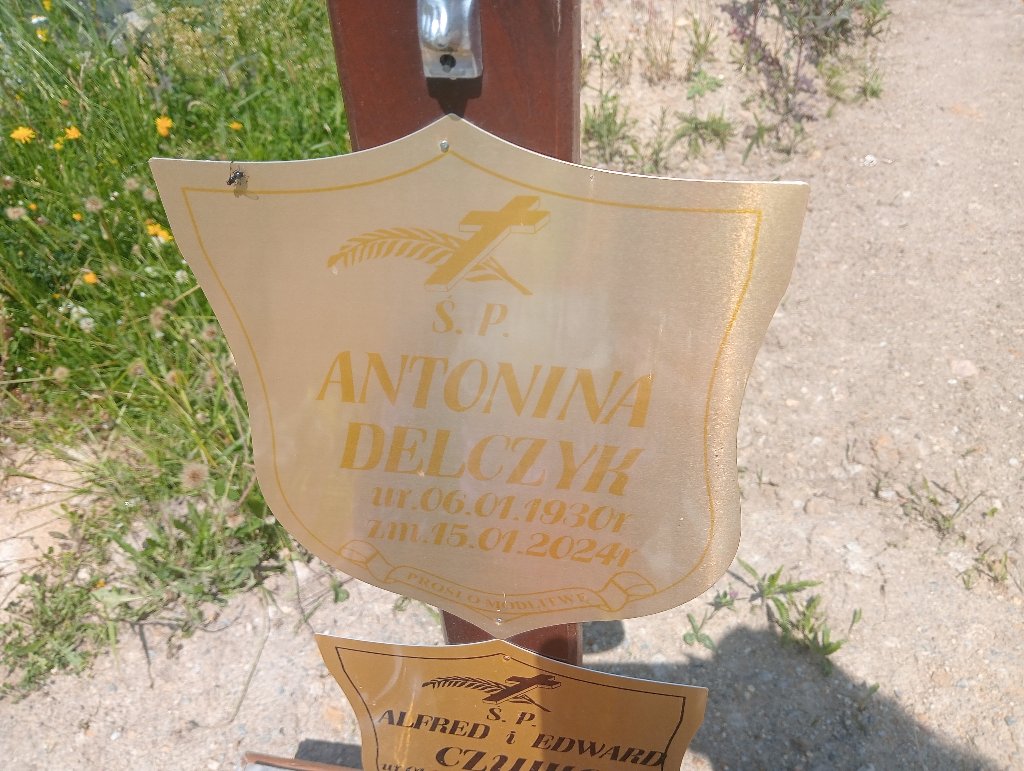 Ś. P.
ANTONINA
DELCZYK
ur.06.01.1930r
zm.15.01.2024r
PROSI O MODLITWĘ
Ś. P.
ALFRED i EDWARD